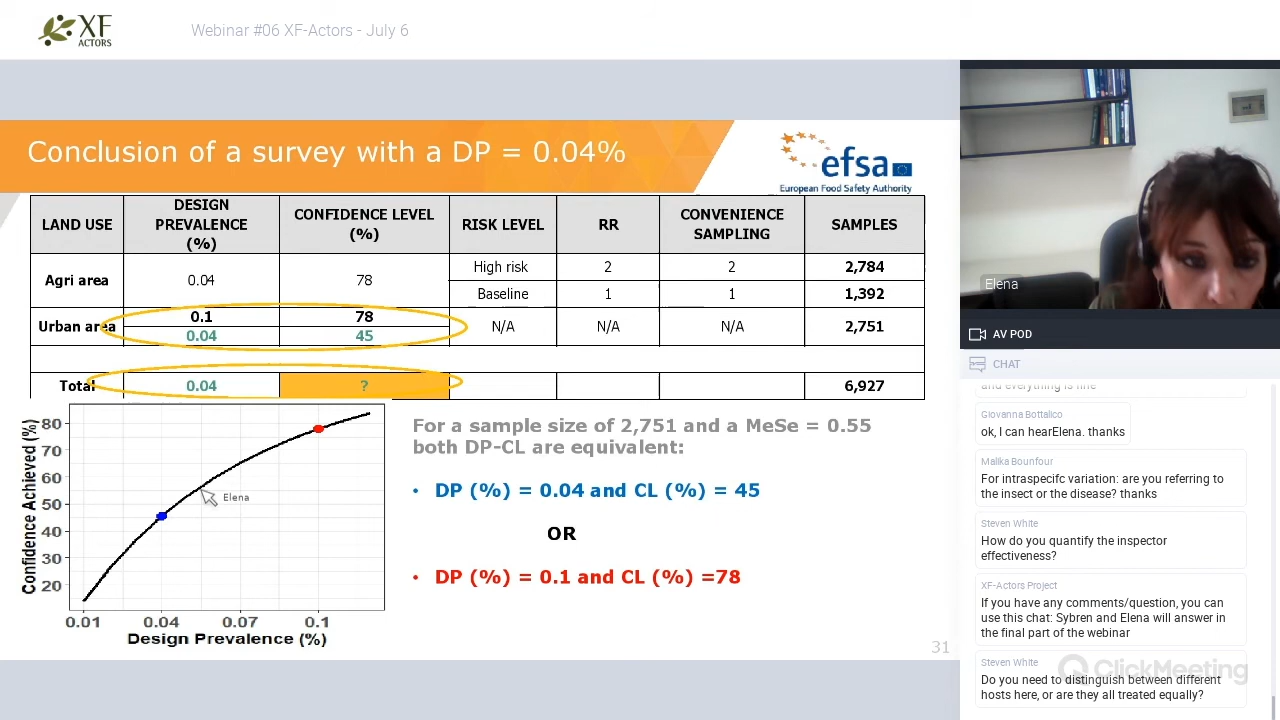 XF
ACTORS
Webinar #06 XF-Actors - July 6
Conclusion of a survey with a DP = 0.04%
efsa
European Food Safety Authority
LAND USE
DESIGN
PREVALENCE
(%)
CONFIDENCE LEVEL
(%)
RISK LEVEL
RR
CONVENIENCE
SAMPLING
SAMPLES
Agri area
0.04
78
High risk
2
2
2,784
Baseline
1
1
1,392
Urban area
0.1
78
0.04
45
N/A
N/A
N/A
2,751
Total
0.04
?
6,927
Confidence Achieved (%)
80
70
60
50
40
30
20
0.01
0.04
0.07
0.1
Design Prevalence (%)
Elena
For a sample size of 2,751 and a MeSe = 0.55
both DP-CL are equivalent:
• DP (%) = 0.04 and CL (%) = 45
OR
• DP (%) = 0.1 and CL (%) =78
31
Elena
AV POD
CHAT
and everything is fine
Giovanna Bottalico
ok, I can hearElena. thanks
Malika Bounfour
For intraspecifc variation: are you referring to
the insect or the disease? thanks
Steven White
How do you quantify the inspector
effectiveness?
XF-Actors Project
If you have any comments/question, you can
use this chat: Sybren and Elena will answer in
the final part of the webinar
Steven White
Do you need to distinguish between different
hosts here, or are they all treated equally?
ClickMeeting